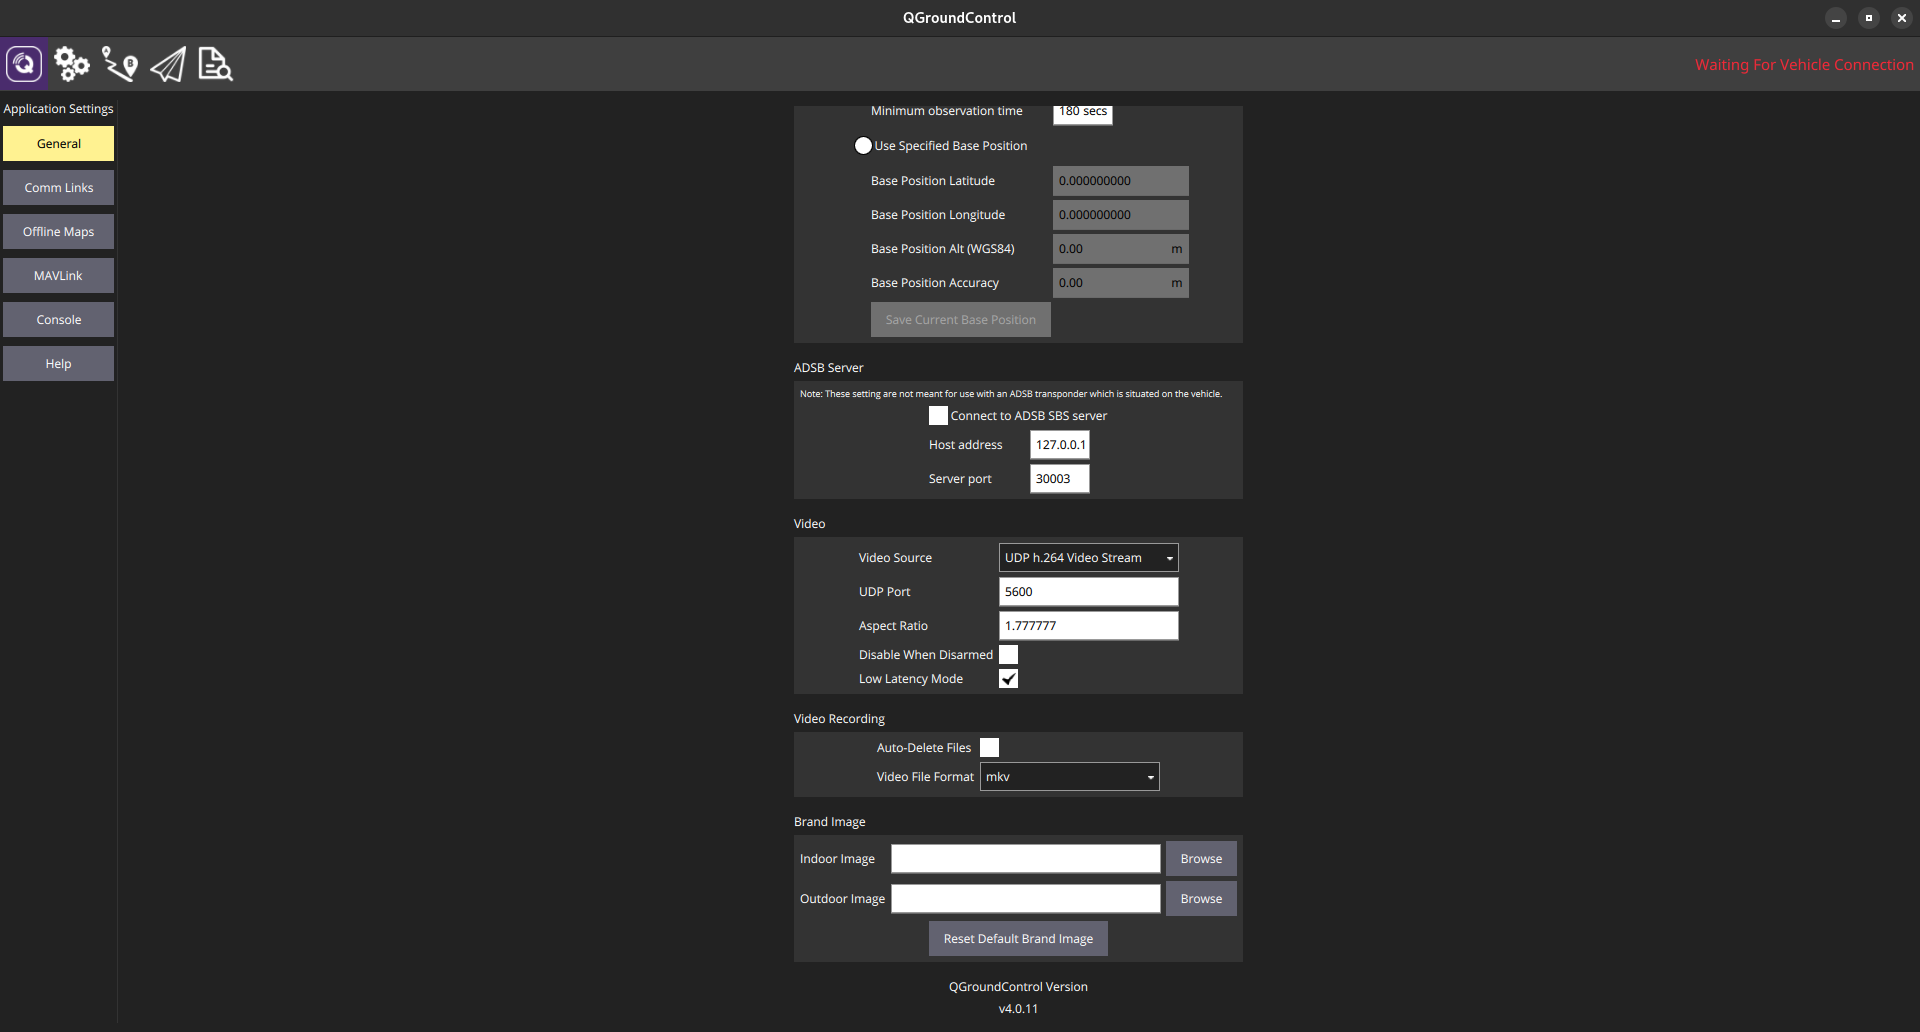 QGroundControl
Waiting For Vehicle Connection
Application Settings
General
Comm Links
Offline Maps
MAVLink
Console
Help
Minimum observation time 180 secs
Use Specified Base Position
Base Position Latitude 0.000000000
Base Position Longitude 0.000000000
Base Position Alt (WGS84) 0.00 m
Base Position Accuracy 0.00 m
Save Current Base Position
ADSB Server
Note: These setting are not meant for use with an ADSB transponder which is situated on the vehicle.
Connect to ADSB SBS server
Host address 127.0.0.1
Server port 30003
Video
Video Source UDP h.264 Video Stream
UDP Port 5600
Aspect Ratio 1.777777
Disable When Disarmed
Low Latency Mode
Video Recording
Auto-Delete Files
Video File Format mkv
Brand Image
Indoor Image Browse
Outdoor Image Browse
Reset Default Brand Image
QGroundControl Version
v4.0.11